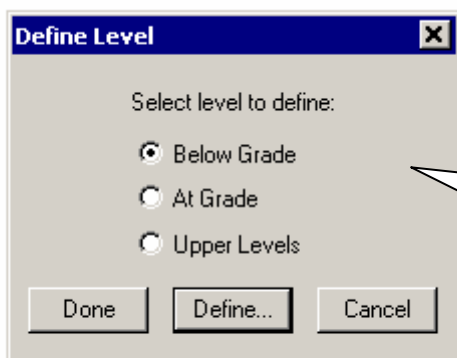 Define Level
Select level to define:
Below Grade
At Grade
Upper Levels
Done Define... Cancel